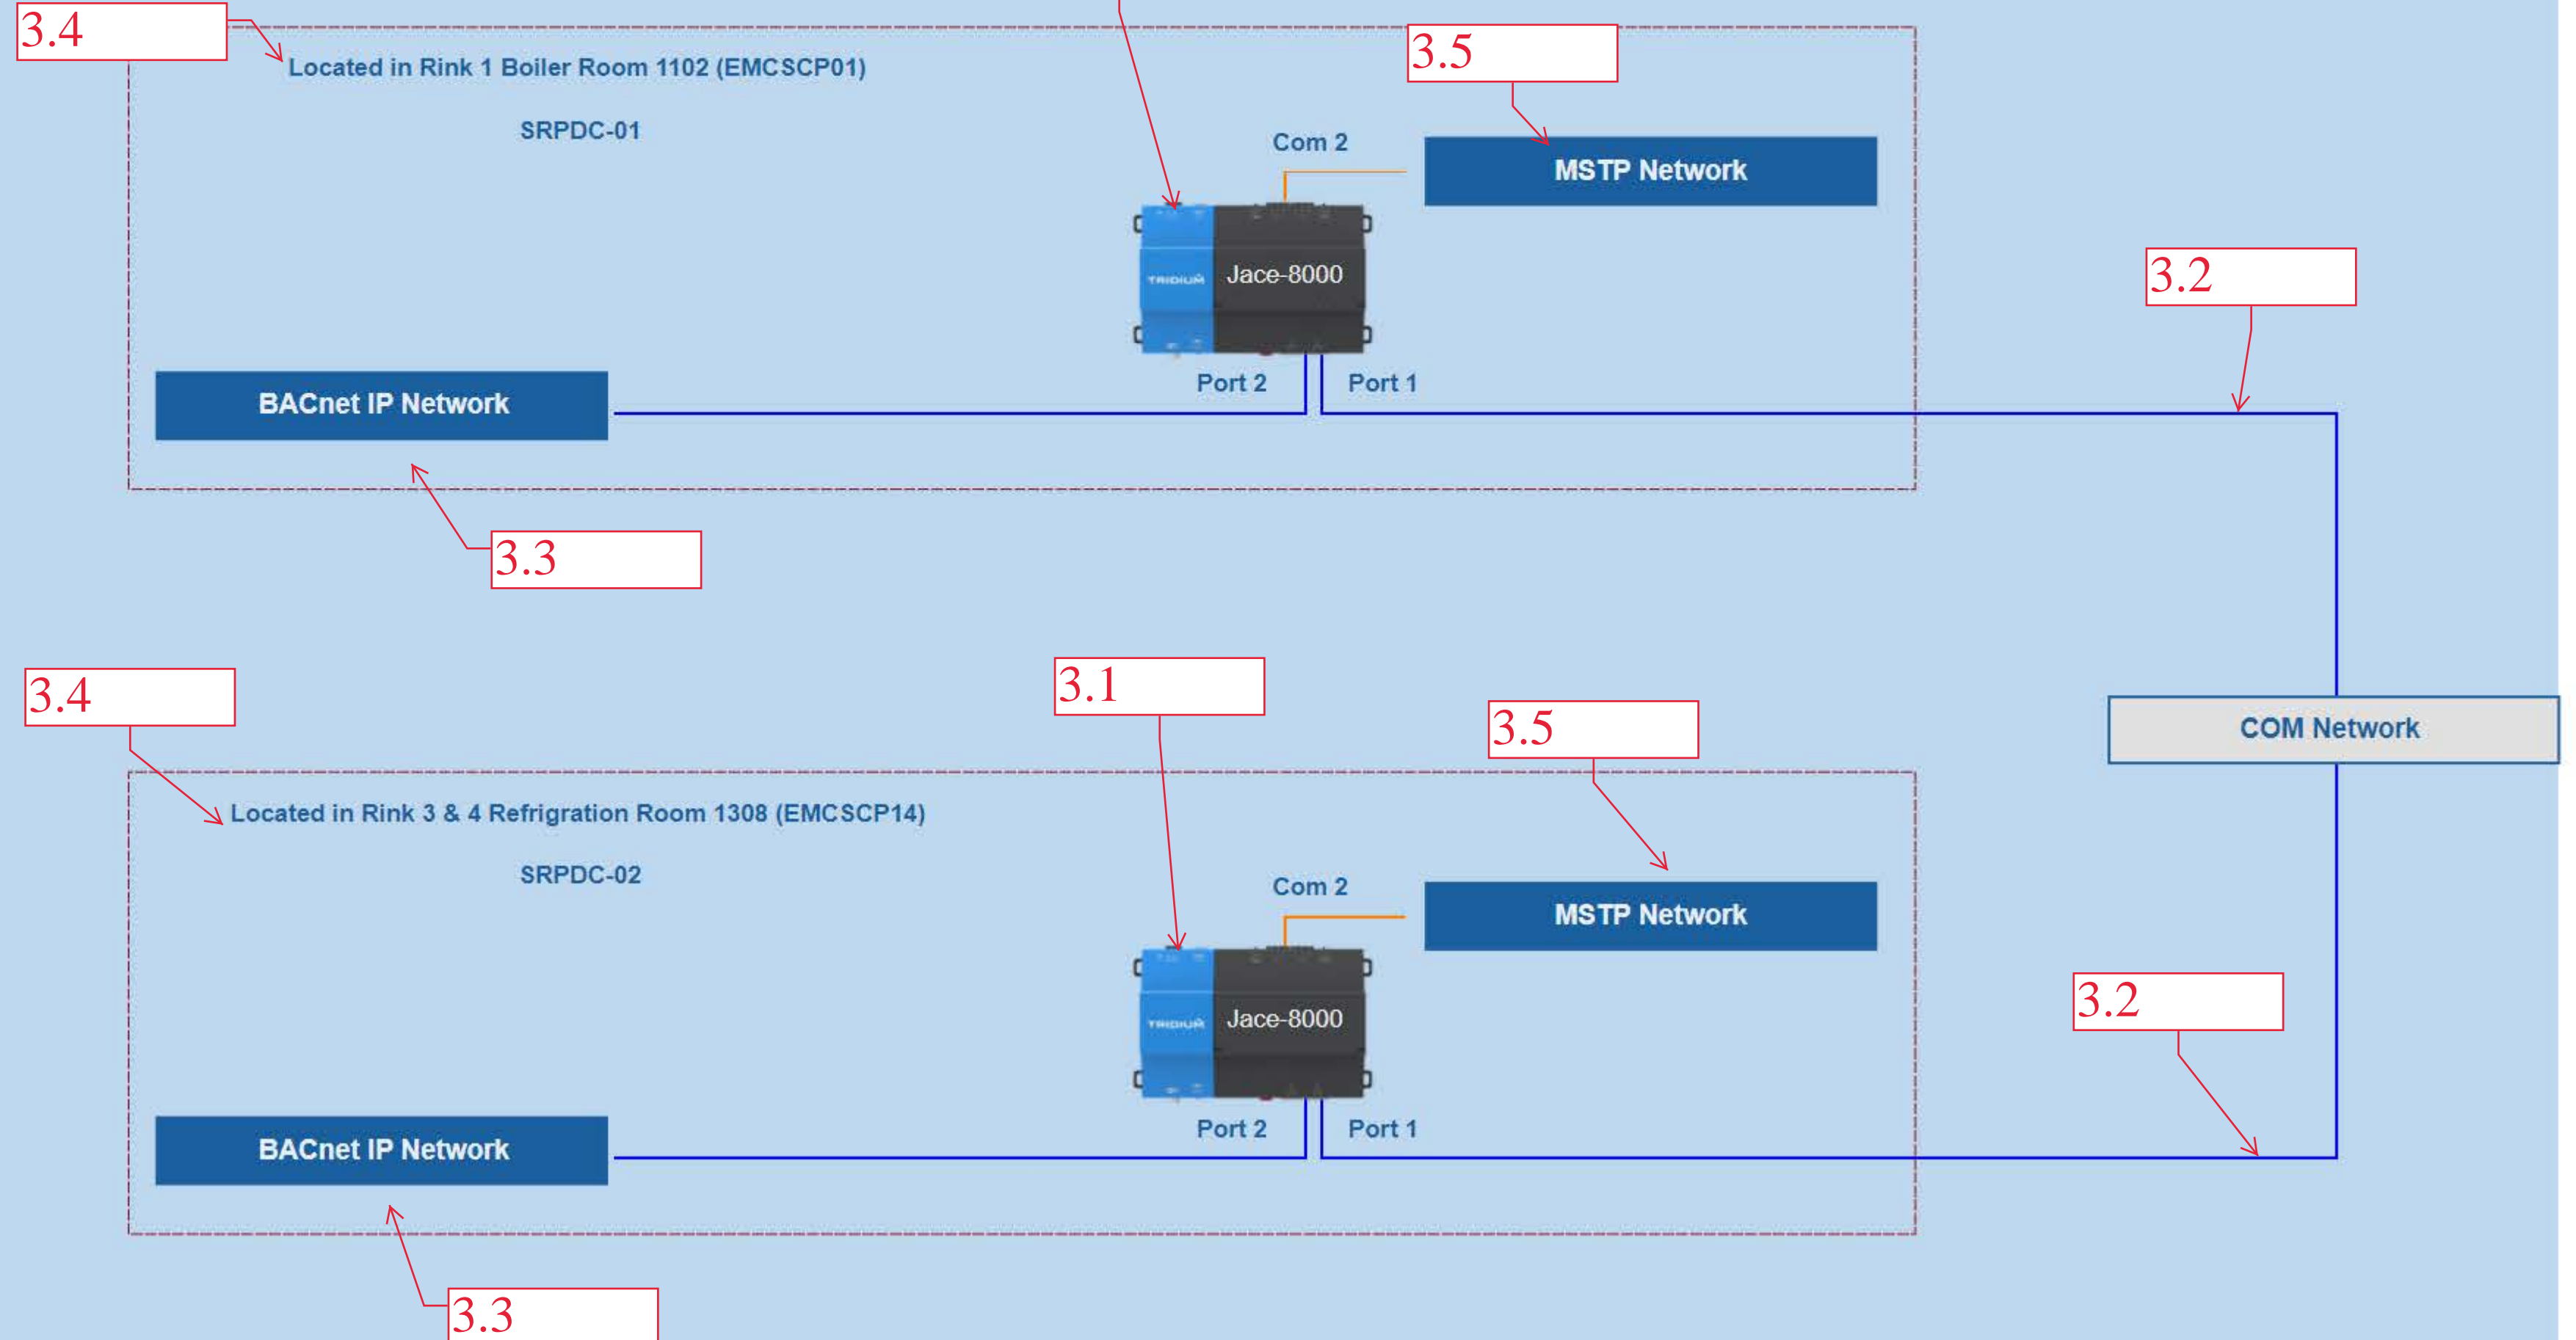 3.4
Located in Rink 1 Boiler Room 1102 (EMCSCP01)
SRPDC-01
3.5
Com 2
MSTP Network
3.2
TRIDIUM
Jace-8000
Port 2
Port 1
BACnet IP Network
3.3
3.4
3.1
3.5
COM Network
Located in Rink 3 & 4 Refrigration Room 1308 (EMCSCP14)
SRPDC-02
Com 2
MSTP Network
3.2
TRIDIUM
Jace-8000
Port 2
Port 1
BACnet IP Network
3.3